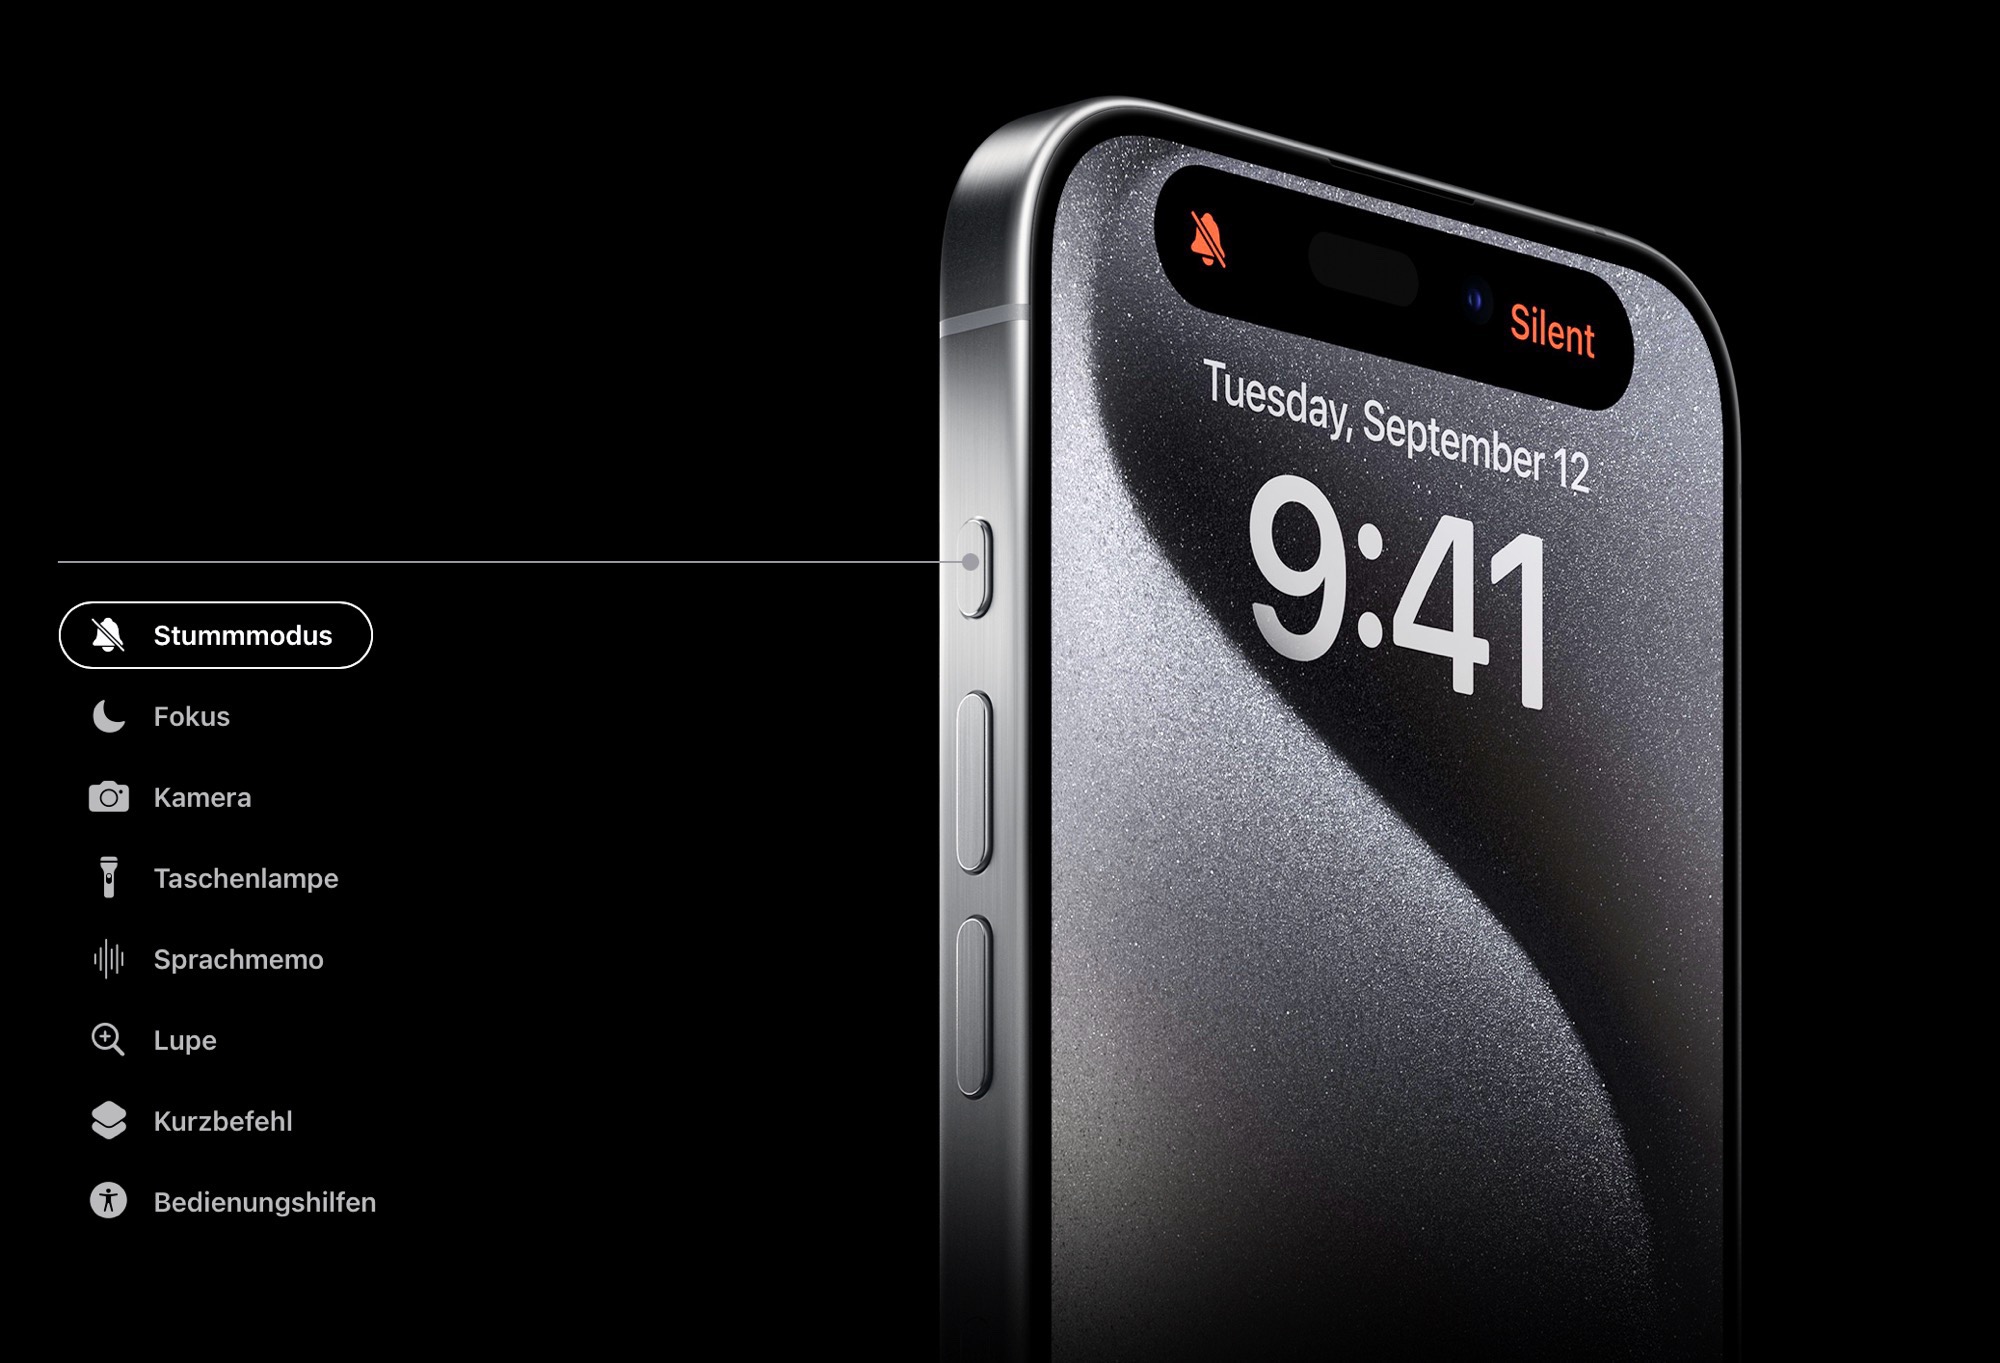 Silent
Tuesday, September 12
9:41
Stummmodus
Fokus
Kamera
Taschenlampe
Sprachmemo
Lupe
Kurzbefehl
Bedienungshilfen